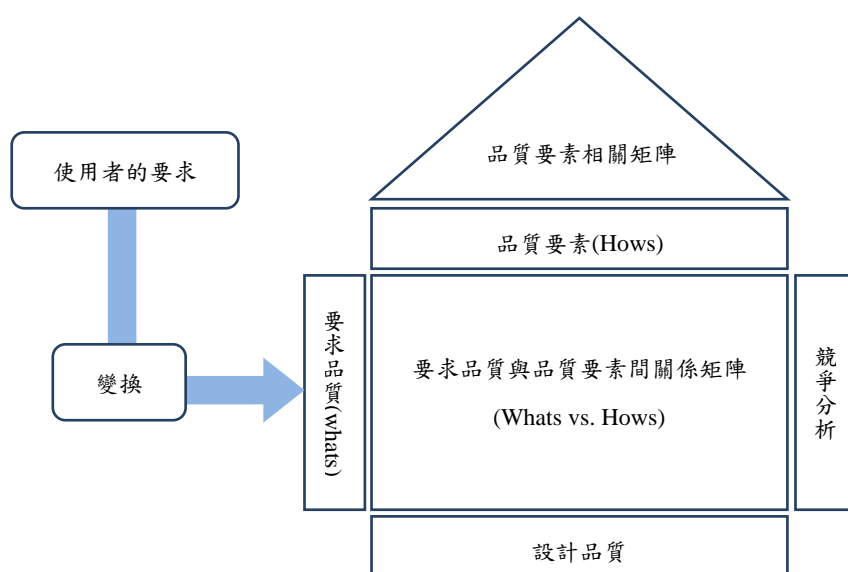 品質要素相關矩陣
使用者的要求
品質要素(Hows)
要求品質(whats)
變換
要求品質與品質要素間關係矩陣
(Whats vs. Hows)
競爭分析
設計品質